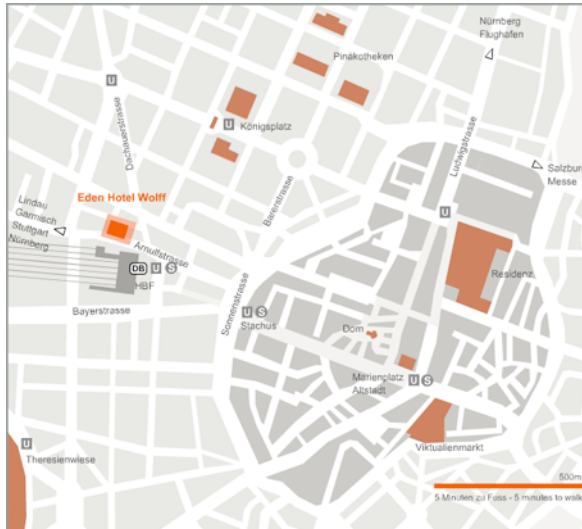 Nürnberg
Flughafen
Pinakotheken
U
Dachauerstrasse
U Königsplatz
Ludwigstrasse
Salzburg
Messe
Eden Hotel Wolff
Barerstrasse
Lindau
Garmisch
Stuttgart
Nürnberg
U
Arnulfstrasse
DB U S
HBF
Residenz
Bayerstrasse
Sonnenstrasse
U S
Stachus
Dom
Marienplatz U S
Altstadt
U
Theresienwiese
Viktualienmarkt
500m
5 Minuten zu Fuss - 5 minutes to walk